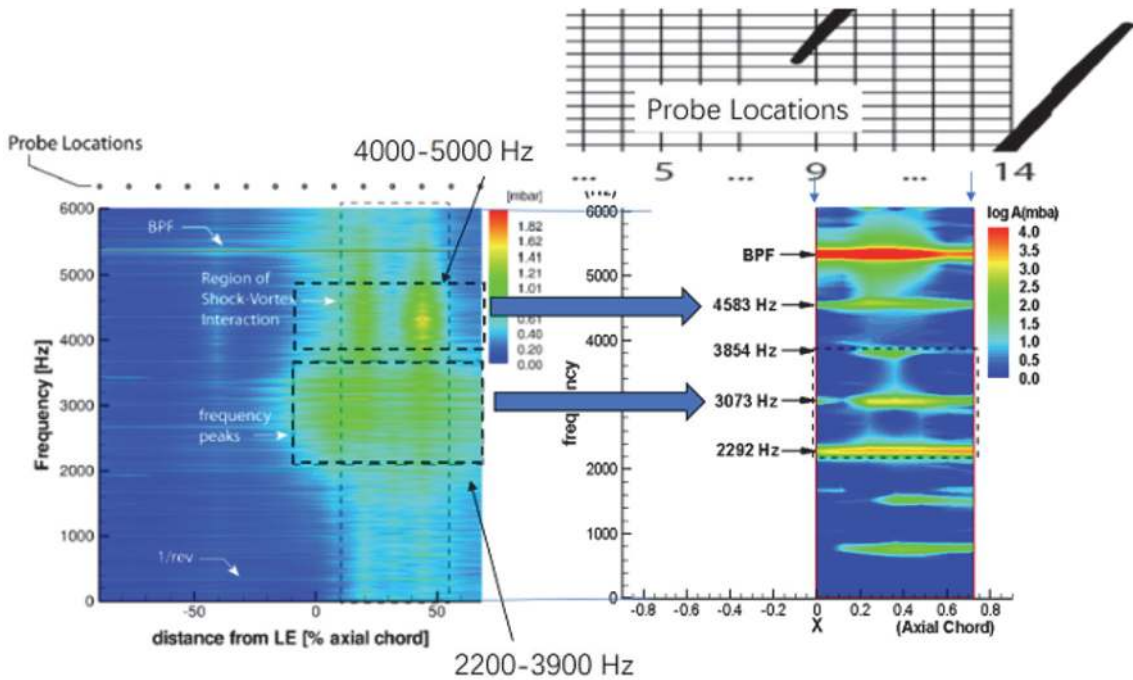 Probe Locations
... 5 ... 9 ... 14
Probe Locations
4000-5000 Hz
[mbar]
1.82
1.62
1.41
1.21
1.01
0.61
0.40
0.20
0.00
6000
5000
4000
3000
2000
1000
0
Frequency [Hz]
BPF
Region of
Shock-Vortex
Interaction
frequency
peaks
1/rev
-50 0 50
distance from LE [% axial chord]
2200-3900 Hz
6000
5000
4000
2000
1000
0
BPF
4583 Hz
3854 Hz
3073 Hz
2292 Hz
log A(mba)
4.0
3.5
3.0
2.5
2.0
1.5
1.0
0.5
0.0
-0.8 -0.6 -0.4 -0.2 0 0.2 0.4 0.6 0.8
X (Axial Chord)